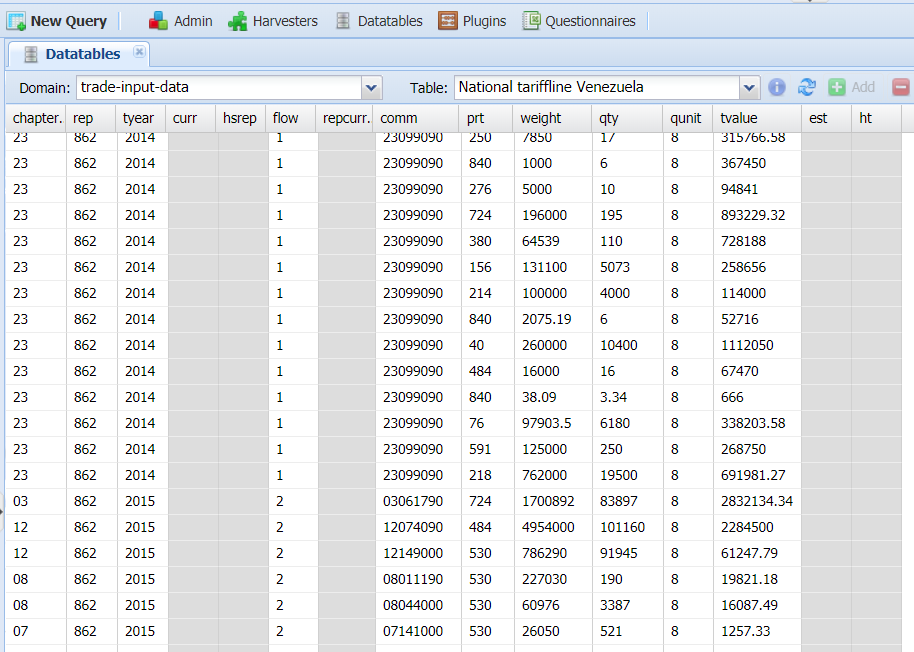 New Query Admin Harvesters Datatables Plugins Questionnaires
Datatables
Domain: trade-input-data Table: National tariffline Venezuela Add
chapter. rep tyear curr hsrep flow repcurr. comm prt weight qty qunit tvalue est ht
23 862 2014 1 23099090 250 7850 17 8 315766.58
23 862 2014 1 23099090 840 1000 6 8 367450
23 862 2014 1 23099090 276 5000 10 8 94841
23 862 2014 1 23099090 724 196000 195 8 893229.32
23 862 2014 1 23099090 380 64539 110 8 728188
23 862 2014 1 23099090 156 131100 5073 8 258656
23 862 2014 1 23099090 214 100000 4000 8 114000
23 862 2014 1 23099090 840 2075.19 6 8 52716
23 862 2014 1 23099090 40 260000 10400 8 1112050
23 862 2014 1 23099090 484 16000 16 8 67470
23 862 2014 1 23099090 840 38.09 3.34 8 666
23 862 2014 1 23099090 76 97903.5 6180 8 338203.58
23 862 2014 1 23099090 591 125000 250 8 268750
23 862 2014 1 23099090 218 762000 19500 8 691981.27
03 862 2015 2 03061790 724 1700892 83897 8 2832134.34
12 862 2015 2 12074090 484 4954000 101160 8 2284500
12 862 2015 2 12149000 530 786290 91945 8 61247.79
08 862 2015 2 08011190 530 227030 190 8 19821.18
08 862 2015 2 08044000 530 60976 3387 8 16087.49
07 862 2015 2 07141000 530 26050 521 8 1257.33